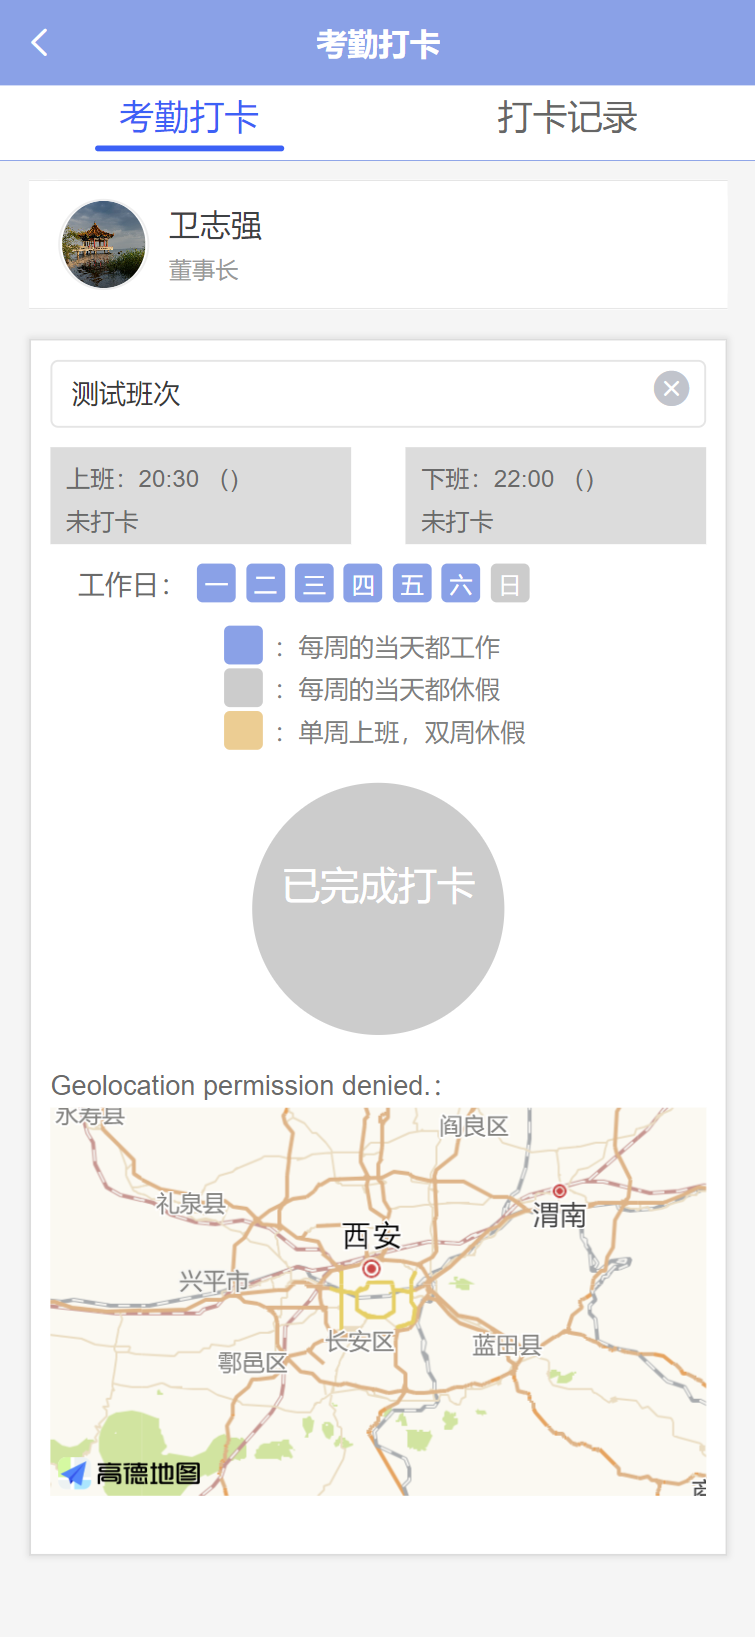 考勤打卡
考勤打卡 打卡记录
卫志强
董事长
测试班次
上班：20:30 （） 下班：22:00 （）
未打卡 未打卡
工作日： 一 二 三 四 五 六 日
：每周的当天都工作
：每周的当天都休假
：单周上班，双周休假
已完成打卡
Geolocation permission denied.：
永寿县 阎良区
礼泉县 渭南
西安
兴平市
长安区 蓝田县
鄠邑区
高德地图